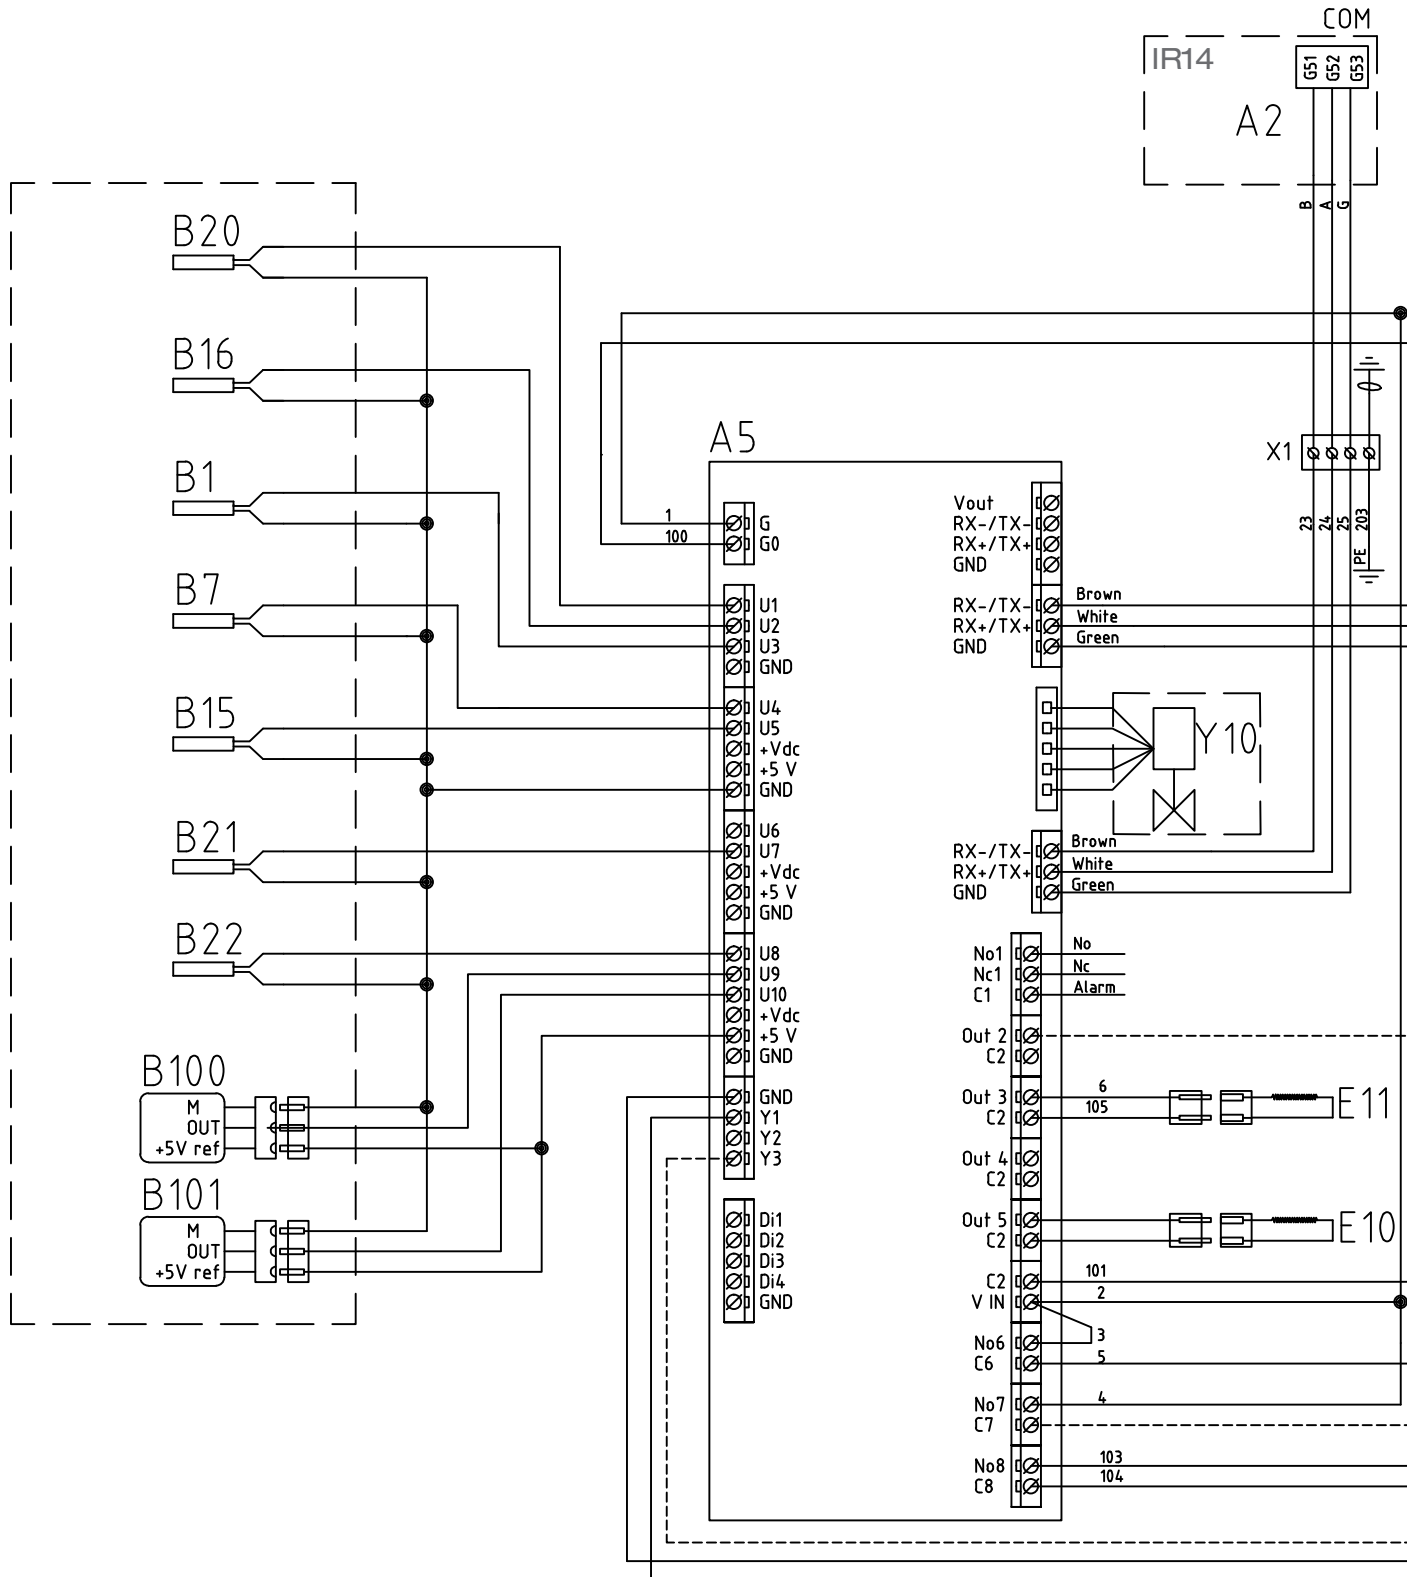 COM
IR14
G51
G52
G53
A2
B
A
G
B20
B16
B1
B7
B15
B21
B22
B100
M
OUT
+5V ref
B101
M
OUT
+5V ref
X1
23
24
25
203
PE
A5
1
100
G
G0
U1
U2
U3
GND
U4
U5
+Vdc
+5 V
GND
U6
U7
+Vdc
+5 V
GND
U8
U9
U10
+Vdc
+5 V
GND
GND
Y1
Y2
Y3
Di1
Di2
Di3
Di4
GND
Vout
RX-/TX-
RX+/TX+
GND
RX-/TX- Brown
RX+/TX+ White
GND Green
Y10
RX-/TX- Brown
RX+/TX+ White
GND Green
No1 No
Nc1 Nc
C1 Alarm
Out 2
C2
Out 3 6
C2 105
E11
Out 4
C2
Out 5
C2
E10
C2 101
V IN 2
No6 3
C6 5
No7 4
C7
No8 103
C8 104